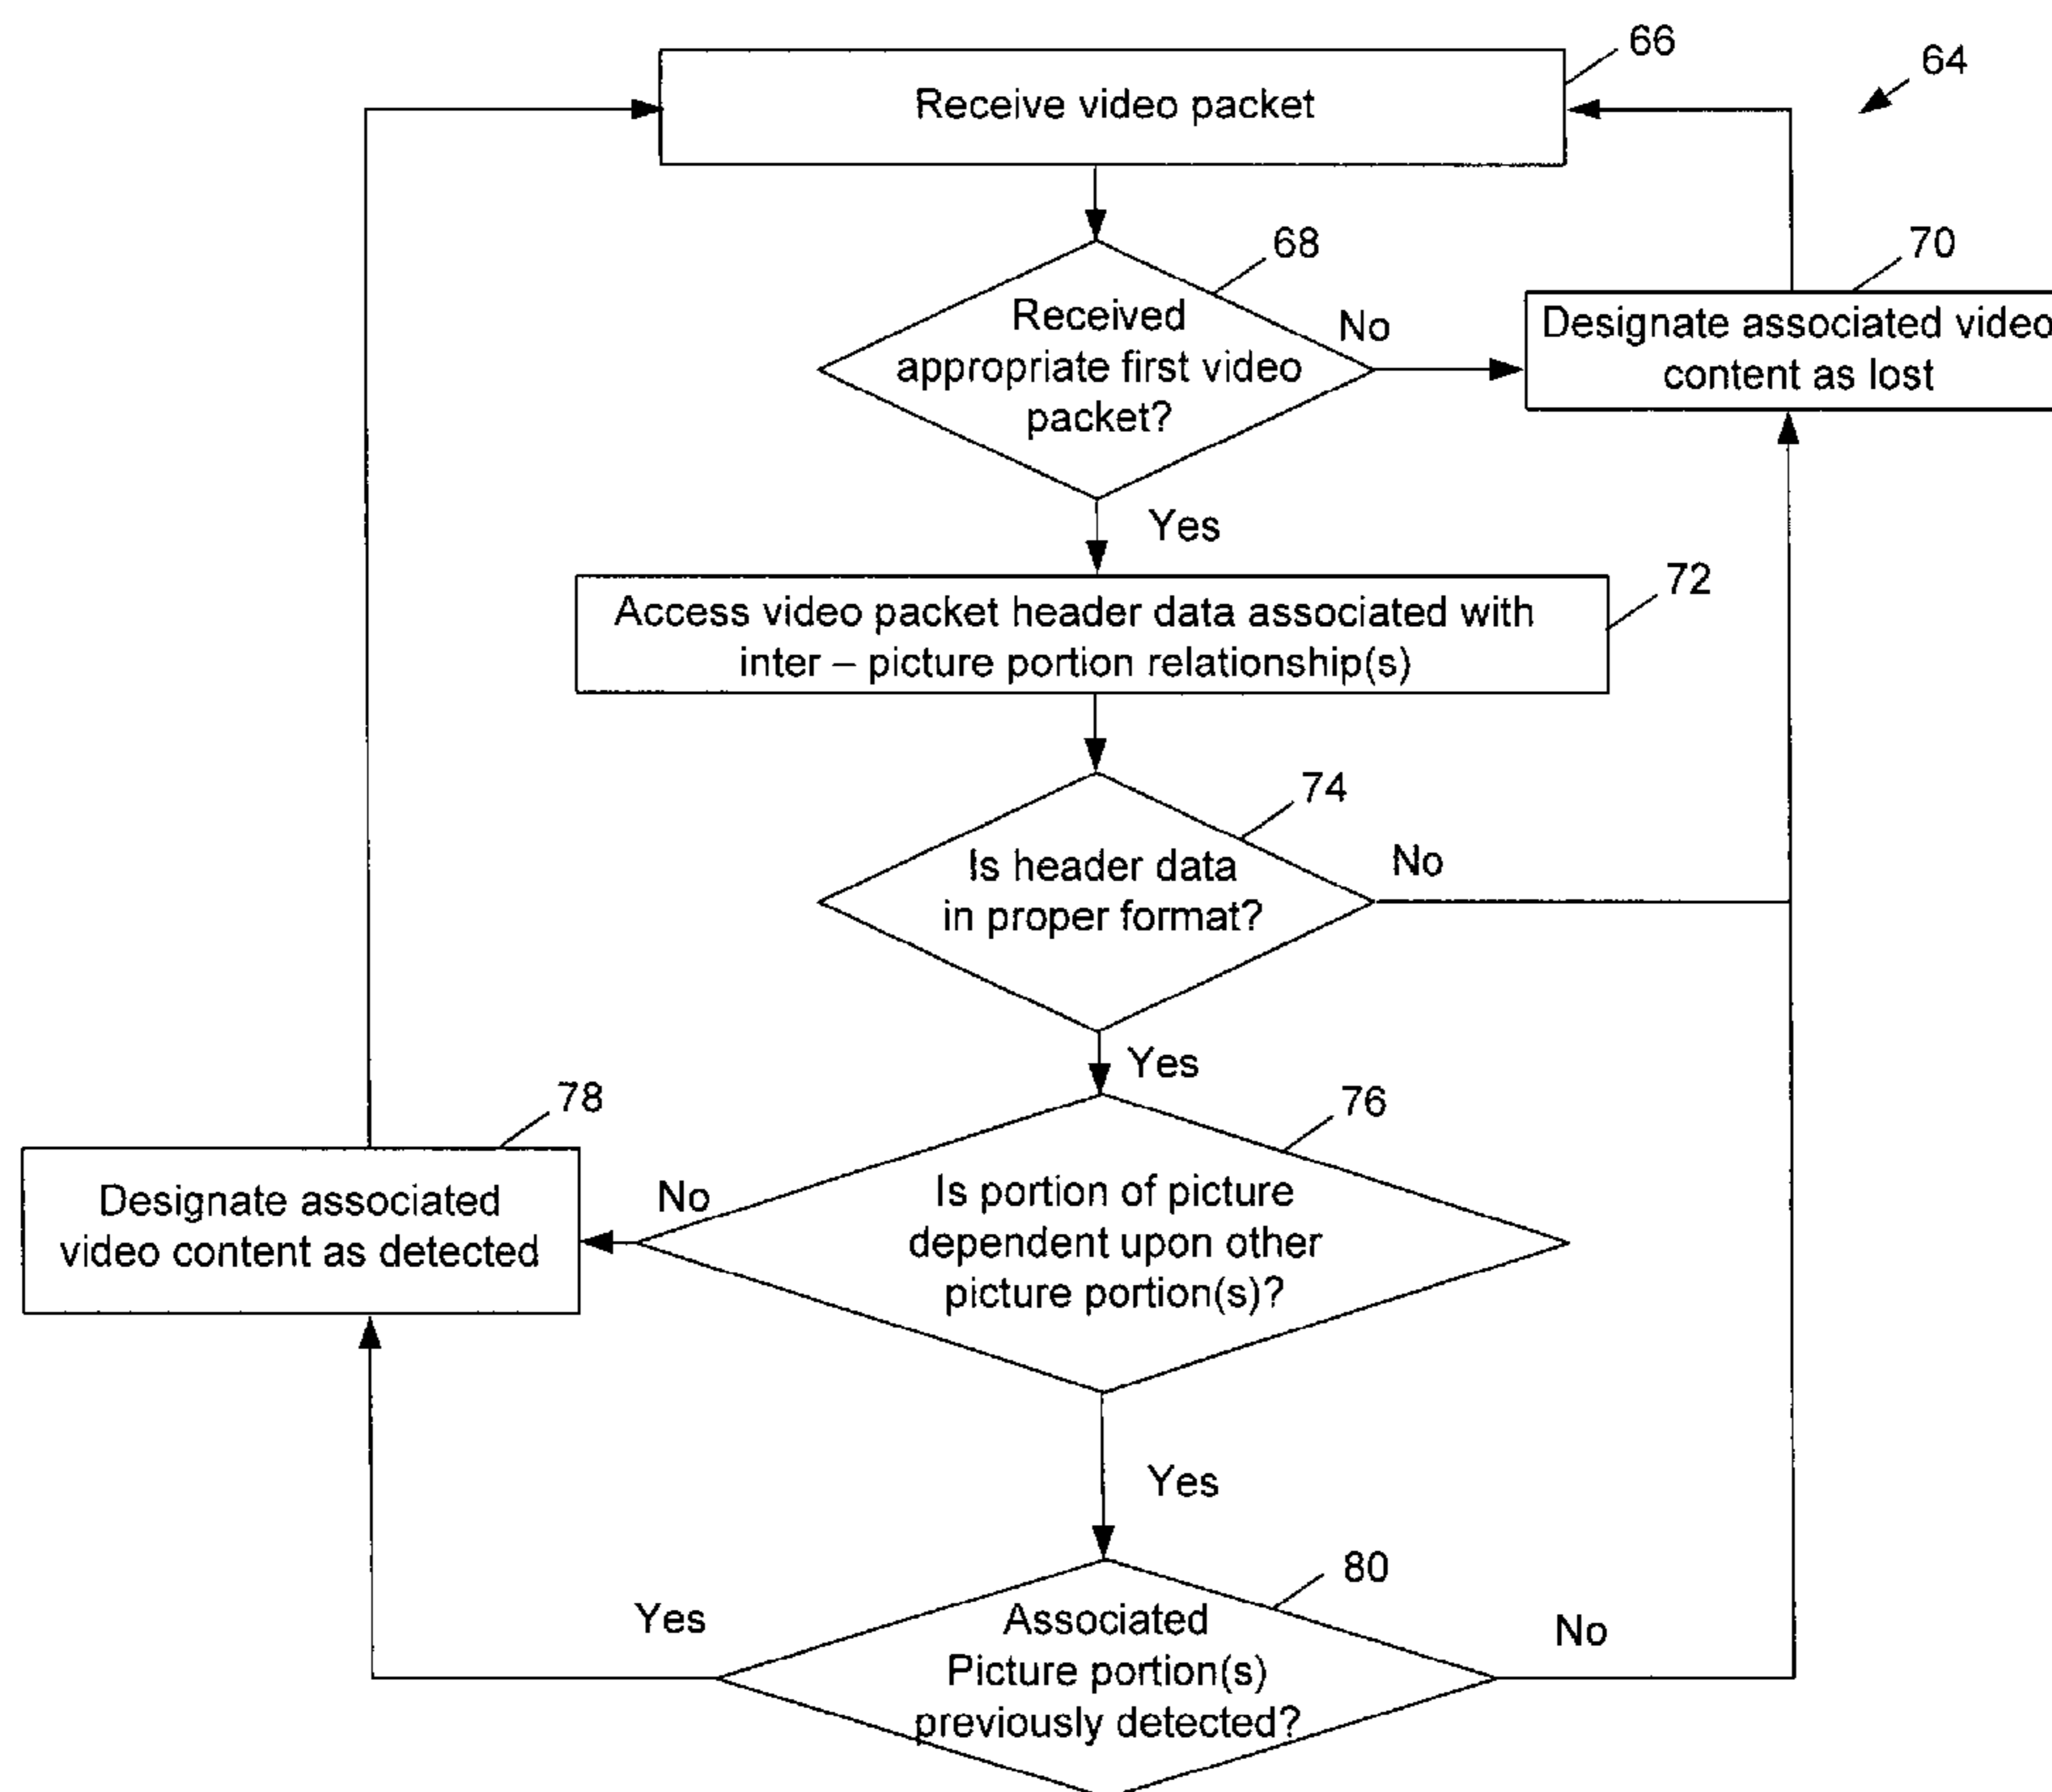 66
64
Receive video packet
68
70
Received
appropriate first video
packet?
No
Designate associated video
content as lost
Yes
72
Access video packet header data associated with
inter – picture portion relationship(s)
74
Is header data
in proper format?
No
Yes
78
76
Designate associated
video content as detected
No
Is portion of picture
dependent upon other
picture portion(s)?
Yes
80
Yes
Associated
Picture portion(s)
previously detected?
No